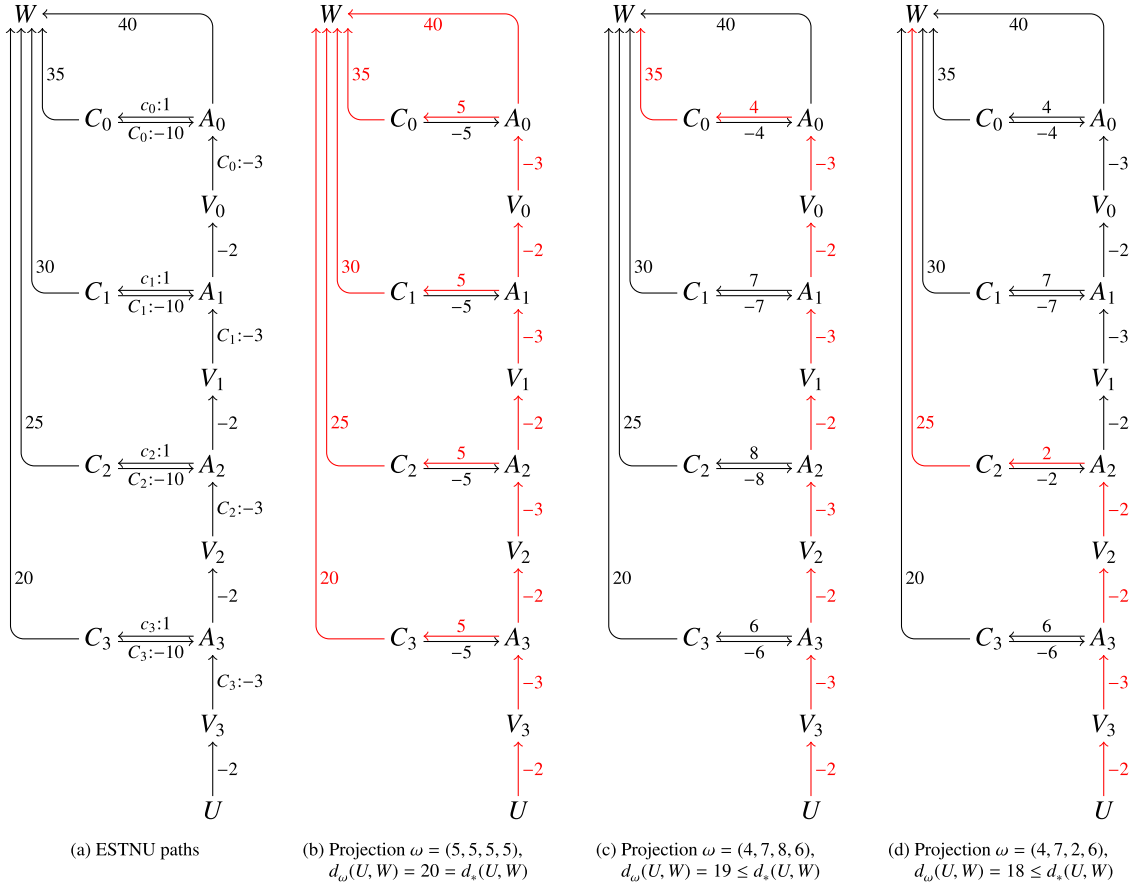 W W W W
40 40 40 40
35 35 35 35
c₀:1 5 4 4
C₀ A₀ C₀ A₀ C₀ A₀ C₀ A₀
C₀:−10 −5 −4 −4
C₀:−3 −3 −3 −3
V₀ V₀ V₀ V₀
−2 −2 −2 −2
30 30 30 30
c₁:1 5 7 7
C₁ A₁ C₁ A₁ C₁ A₁ C₁ A₁
C₁:−10 −5 −7 −7
C₁:−3 −3 −3 −3
V₁ V₁ V₁ V₁
25 −2 25 −2 25 −2 25 −2
c₂:1 5 8 2
C₂ A₂ C₂ A₂ C₂ A₂ C₂ A₂
C₂:−10 −5 −8 −2
C₂:−3 −3 −3 −2
V₂ V₂ V₂ V₂
20 −2 20 −2 20 −2 20 −2
c₃:1 5 6 6
C₃ A₃ C₃ A₃ C₃ A₃ C₃ A₃
C₃:−10 −5 −6 −6
C₃:−3 −3 −3 −3
V₃ V₃ V₃ V₃
−2 −2 −2 −2
U U U U
(a) ESTNU paths
(b) Projection ω = (5, 5, 5, 5),
d_ω(U, W) = 20 = d_*(U, W)
(c) Projection ω = (4, 7, 8, 6),
d_ω(U, W) = 19 ≤ d_*(U, W)
(d) Projection ω = (4, 7, 2, 6),
d_ω(U, W) = 18 ≤ d_*(U, W)